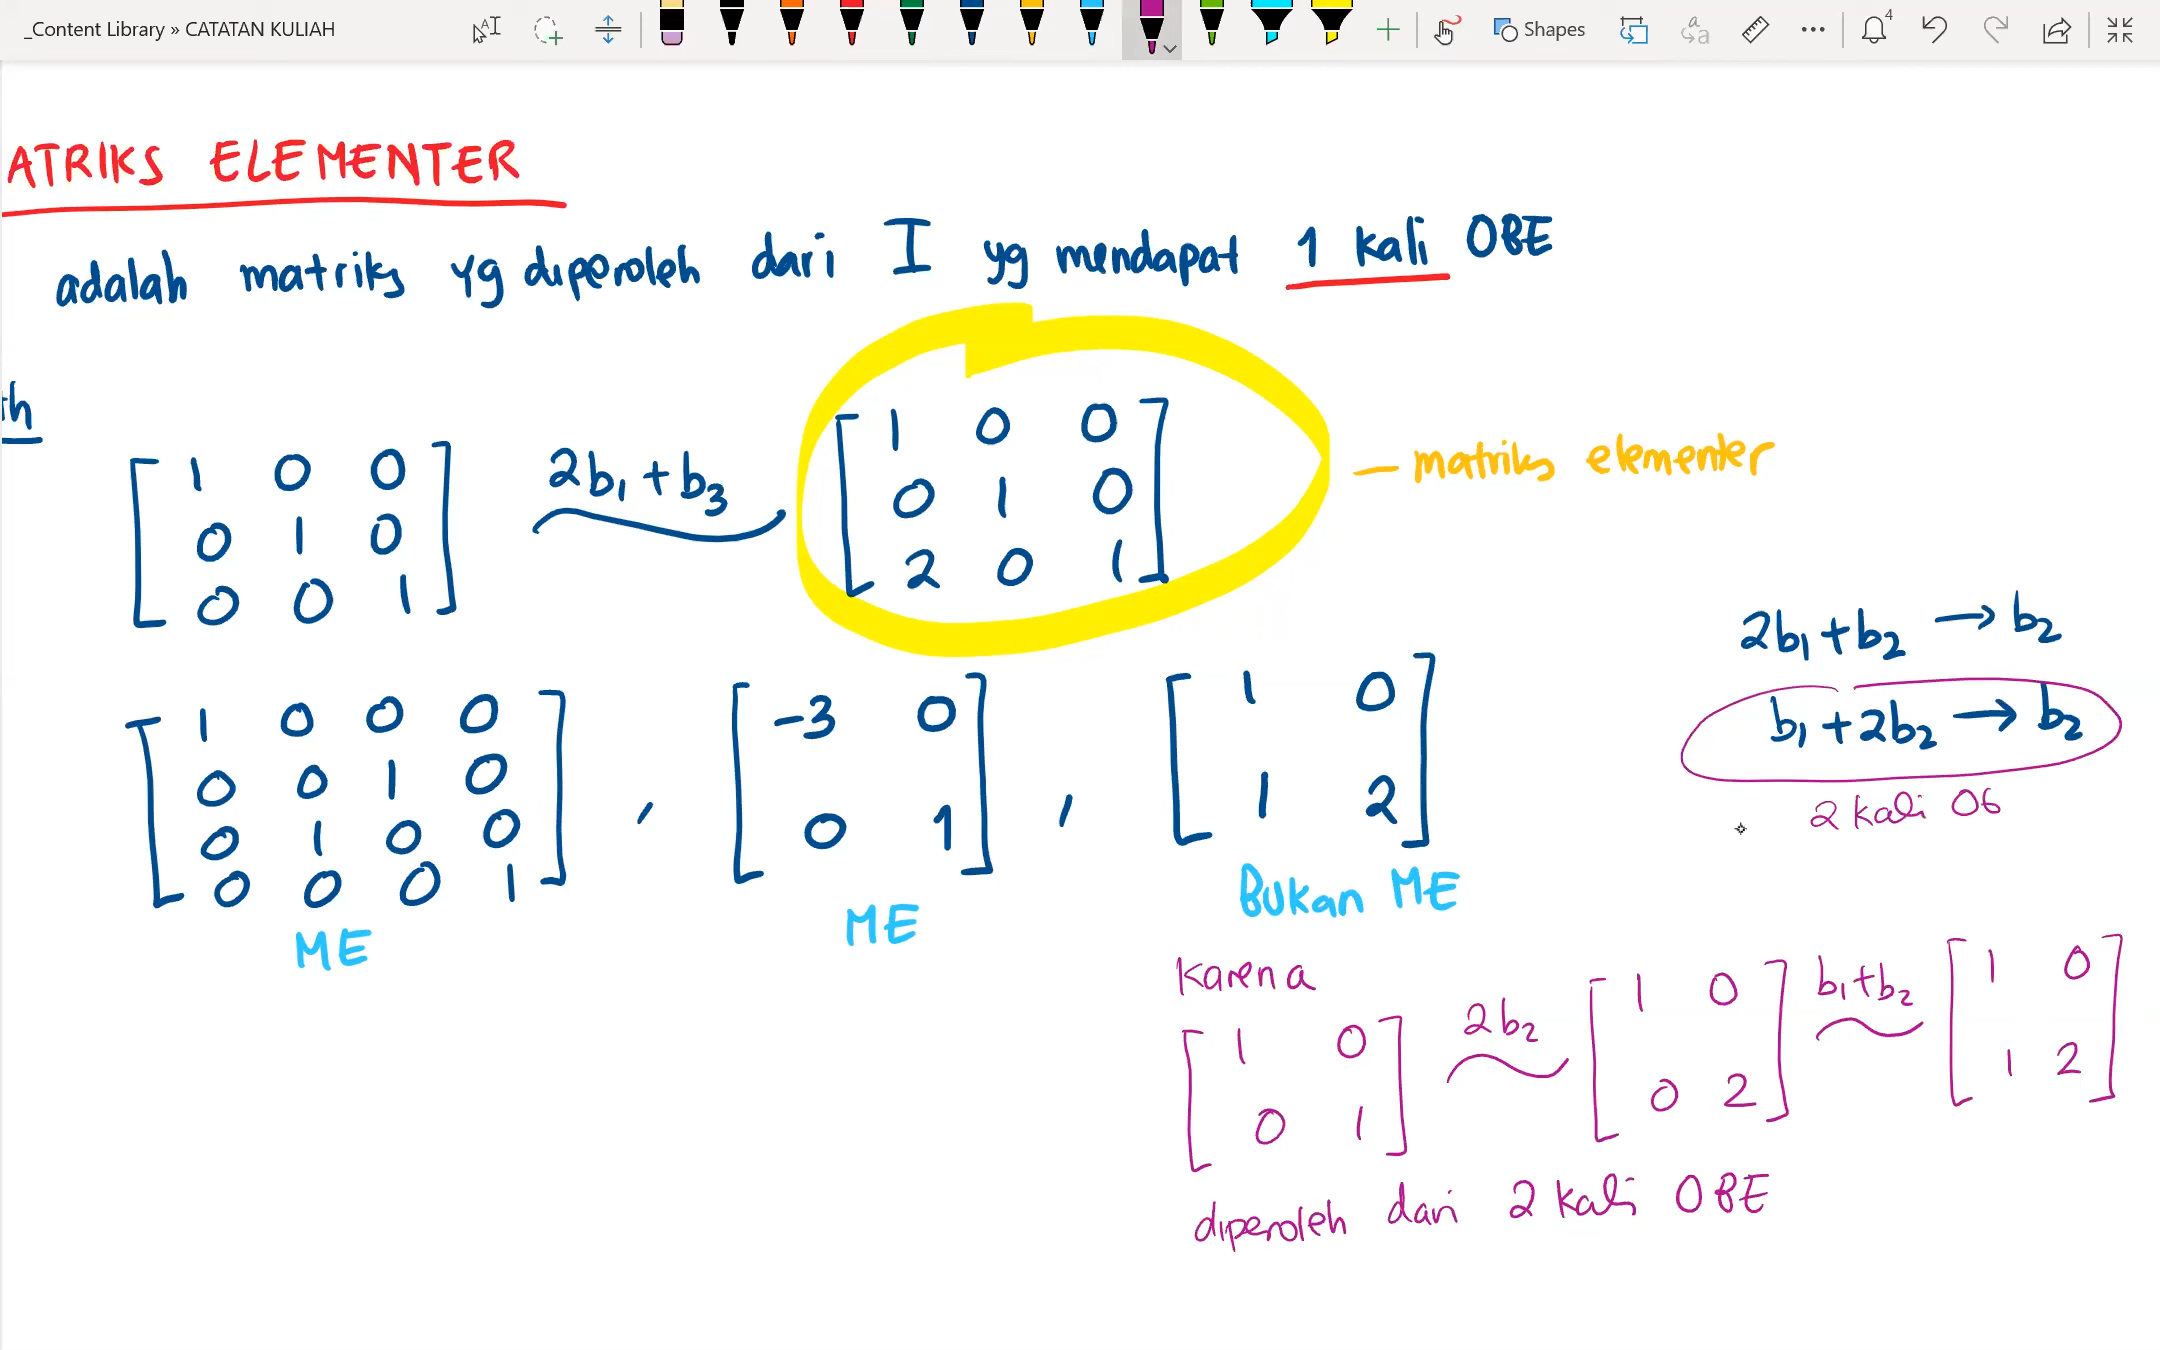 _Content Library » CATATAN KULIAH
Shapes
4
ATRIKS ELEMENTER
adalah matriks yg diperoleh dari I yg mendapat 1 kali OBE
th
1 0 0
0 1 0
0 0 1
2b₁ + b₃
1 0 0
0 1 0
2 0 1
— matriks elementer
2b₁ + b₂ → b₂
b₁ + 2b₂ → b₂
2 kali OB
1 0 0 0
0 0 1 0
0 1 0 0
0 0 0 1
,
-3 0
0 1
,
1 0
1 2
ME
ME
Bukan ME
Karena
1 0
0 1
2b₂
1 0
0 2
b₁+b₂
1 0
1 2
diperoleh dari 2 kali OBE